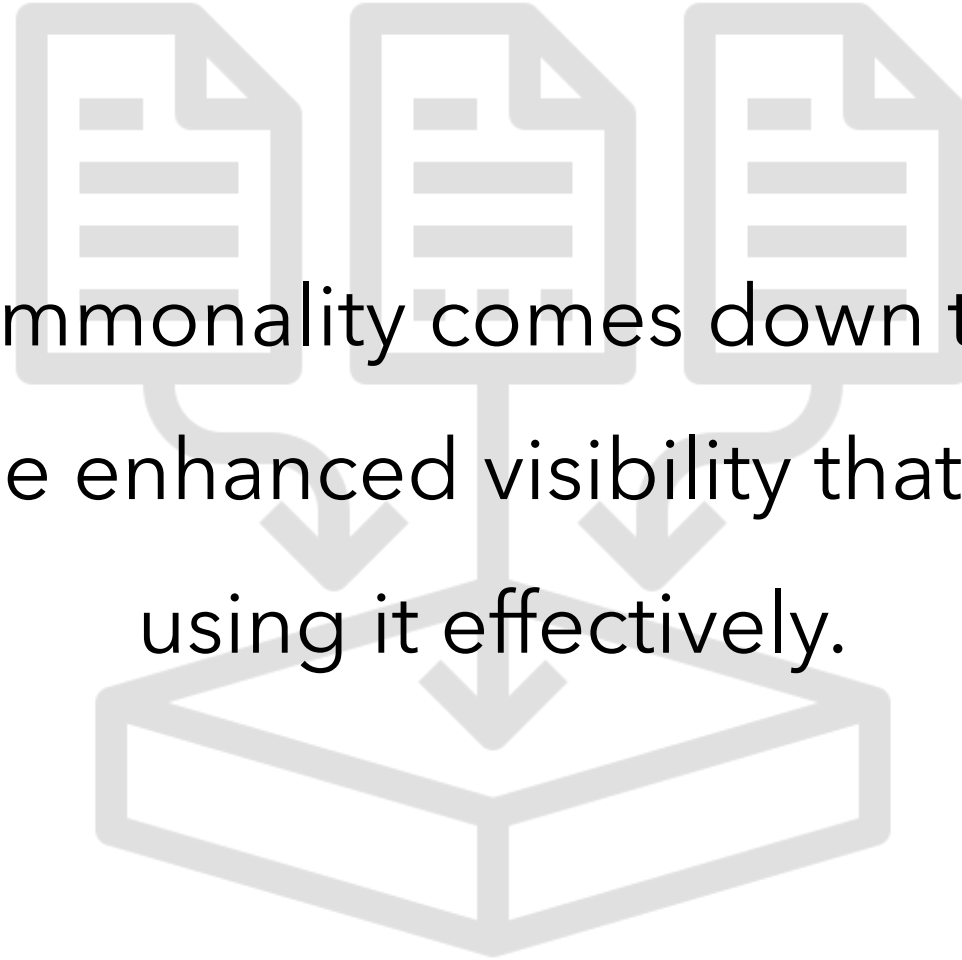 mmonality comes down t
e enhanced visibility that
using it effectively.